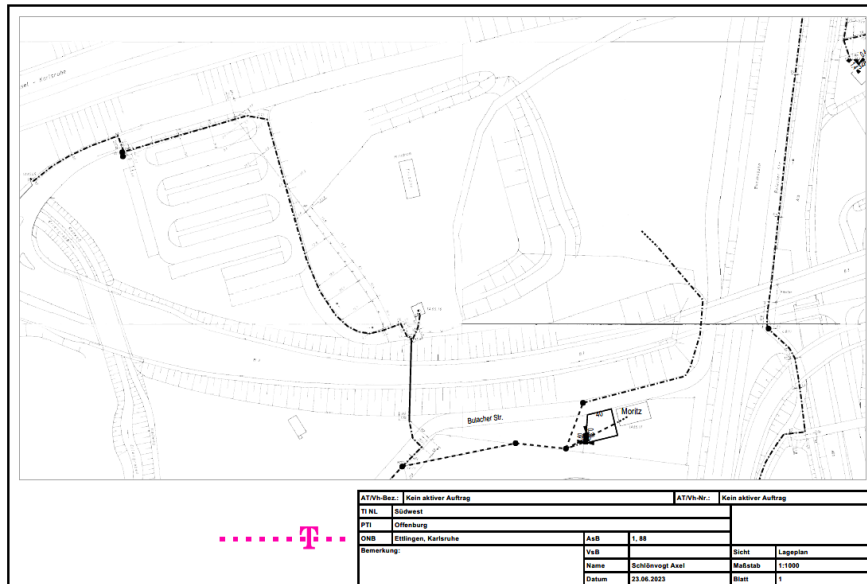 Bulacher Str.
40
Moritz
AT/Vh-Bez.: Kein aktiver Auftrag AT/Vh-Nr.: Kein aktiver Auftrag
TI NL Südwest
PTI Offenburg
ONB Ettlingen, Karlsruhe AsB 1, 88
Bemerkung: VsB Sicht Lageplan
Name Schlönvogt Axel Maßstab 1:1000
Datum 23.06.2023 Blatt 1
T